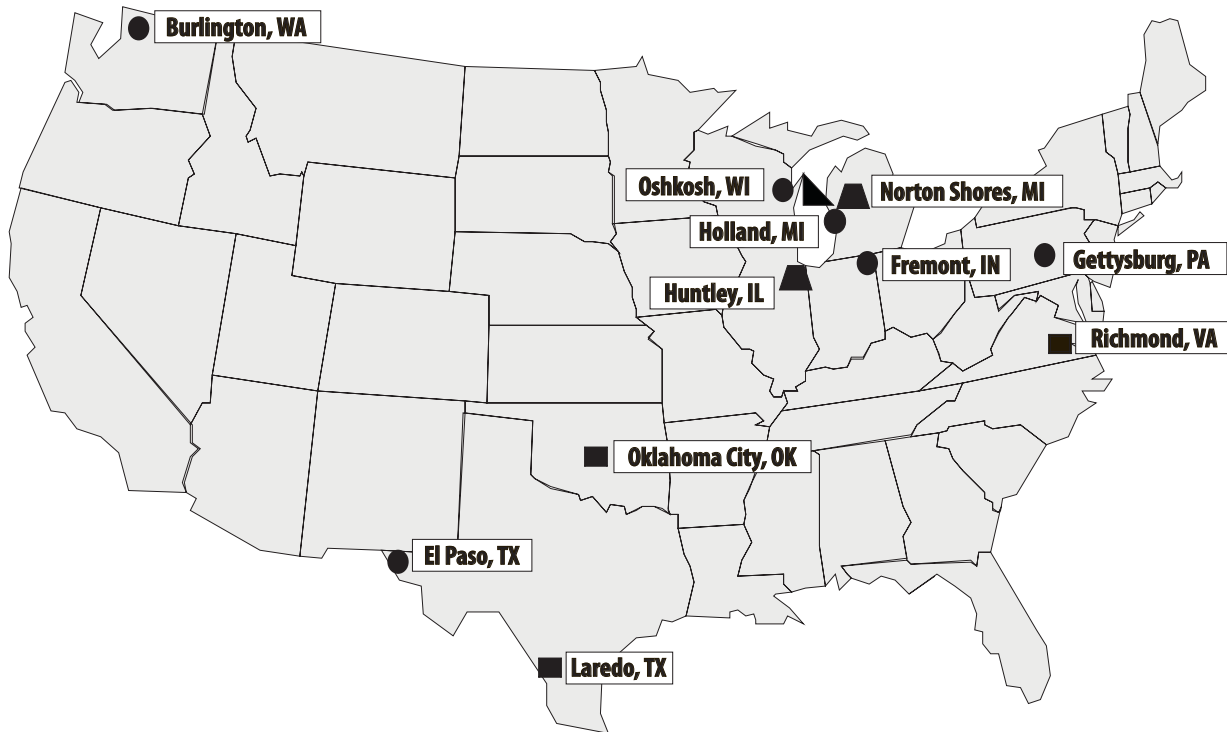 Burlington, WA
Oshkosh, WI
Norton Shores, MI
Holland, MI
Fremont, IN
Gettysburg, PA
Huntley, IL
Richmond, VA
Oklahoma City, OK
El Paso, TX
Laredo, TX